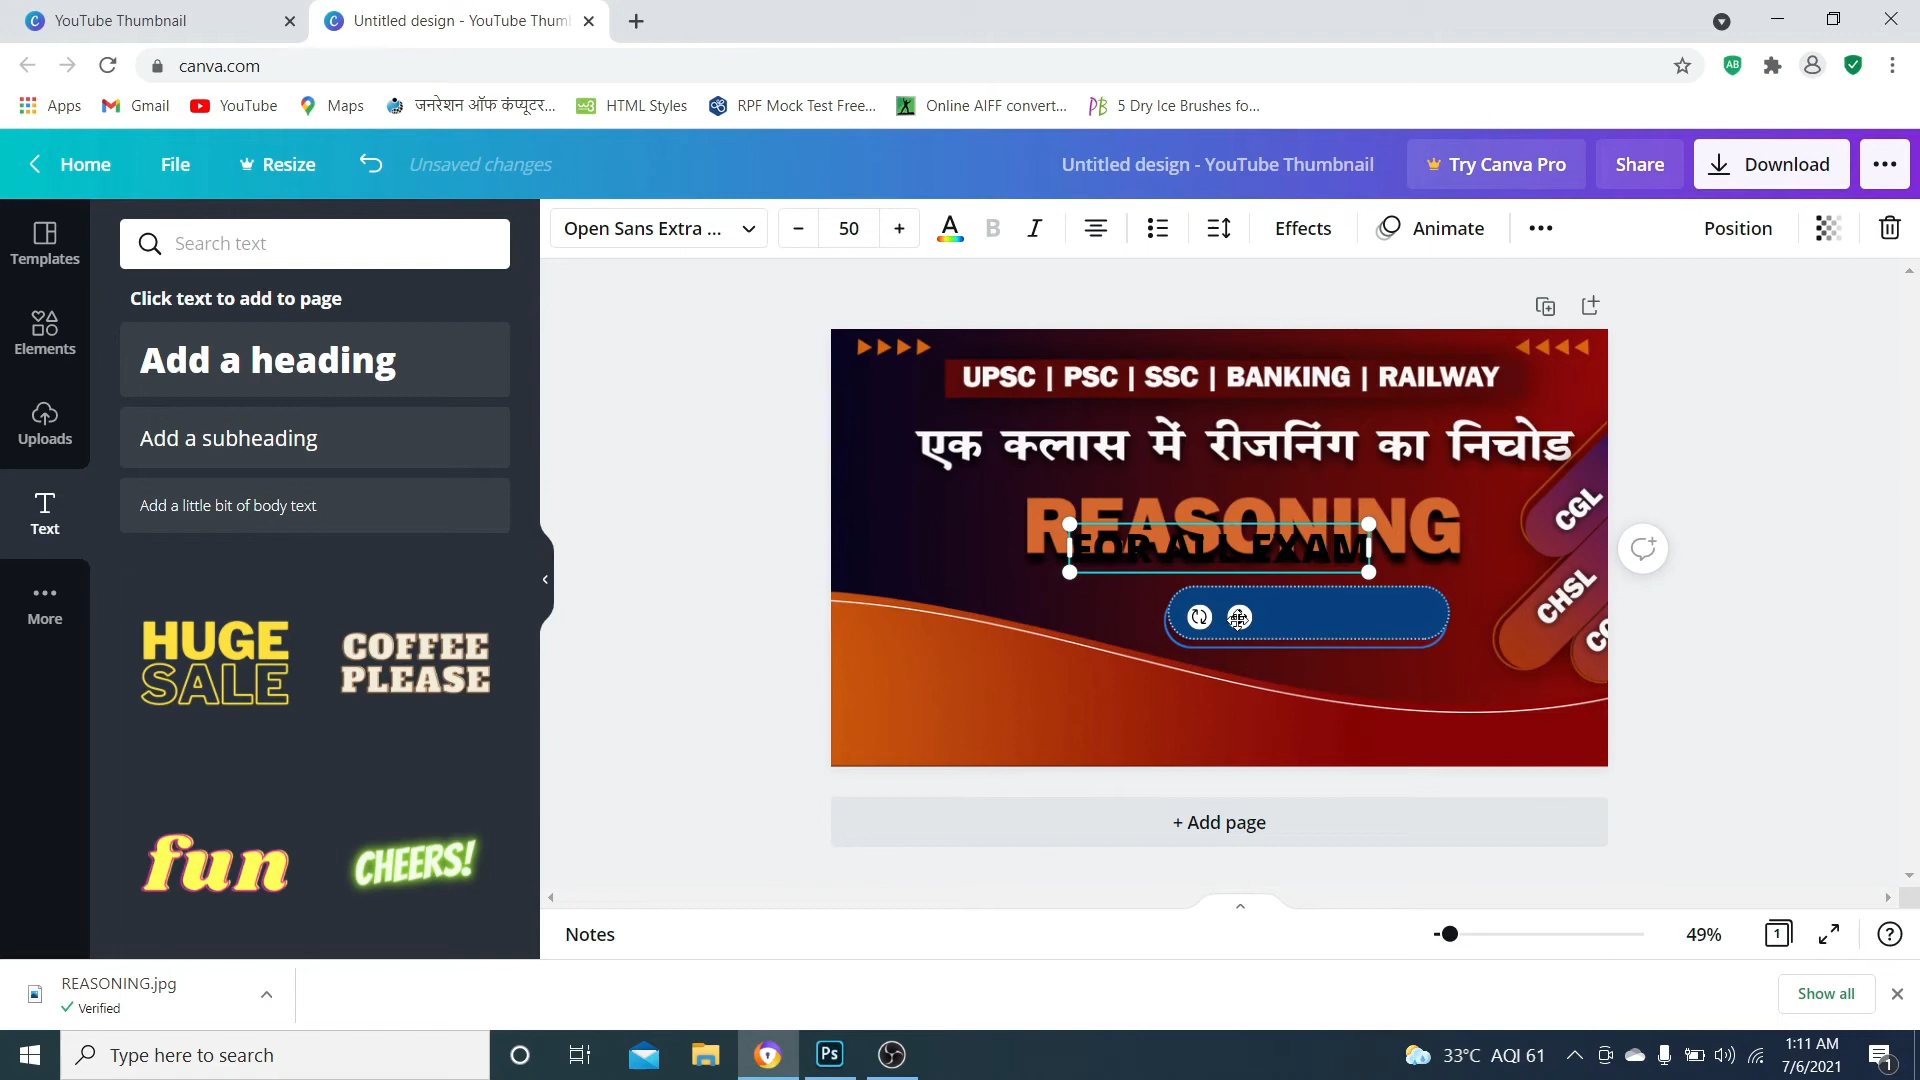 YouTube Thumbnail
Untitled design - YouTube Thum
canva.com
Apps
Gmail
YouTube
Maps
जनरेशन ऑफ कंप्यूटर...
HTML Styles
RPF Mock Test Free...
Online AIFF convert...
5 Dry Ice Brushes fo...
Home
File
Resize
Unsaved changes
Untitled design - YouTube Thumbnail
Try Canva Pro
Share
Download
Open Sans Extra ...
50
Effects
Animate
Position
Templates
Elements
Uploads
Text
More
Search text
Click text to add to page
Add a heading
Add a subheading
Add a little bit of body text
HUGE
SALE
COFFEE
PLEASE
fun
CHEERS!
UPSC | PSC | SSC | BANKING | RAILWAY
एक क्लास में रीजनिंग का निचोड़
REASONING
FOR ALL EXAM
CGL
CHSL
+ Add page
Notes
49%
1
REASONING.jpg
Verified
Show all
Type here to search
33°C AQI 61
1:11 AM
7/6/2021
1